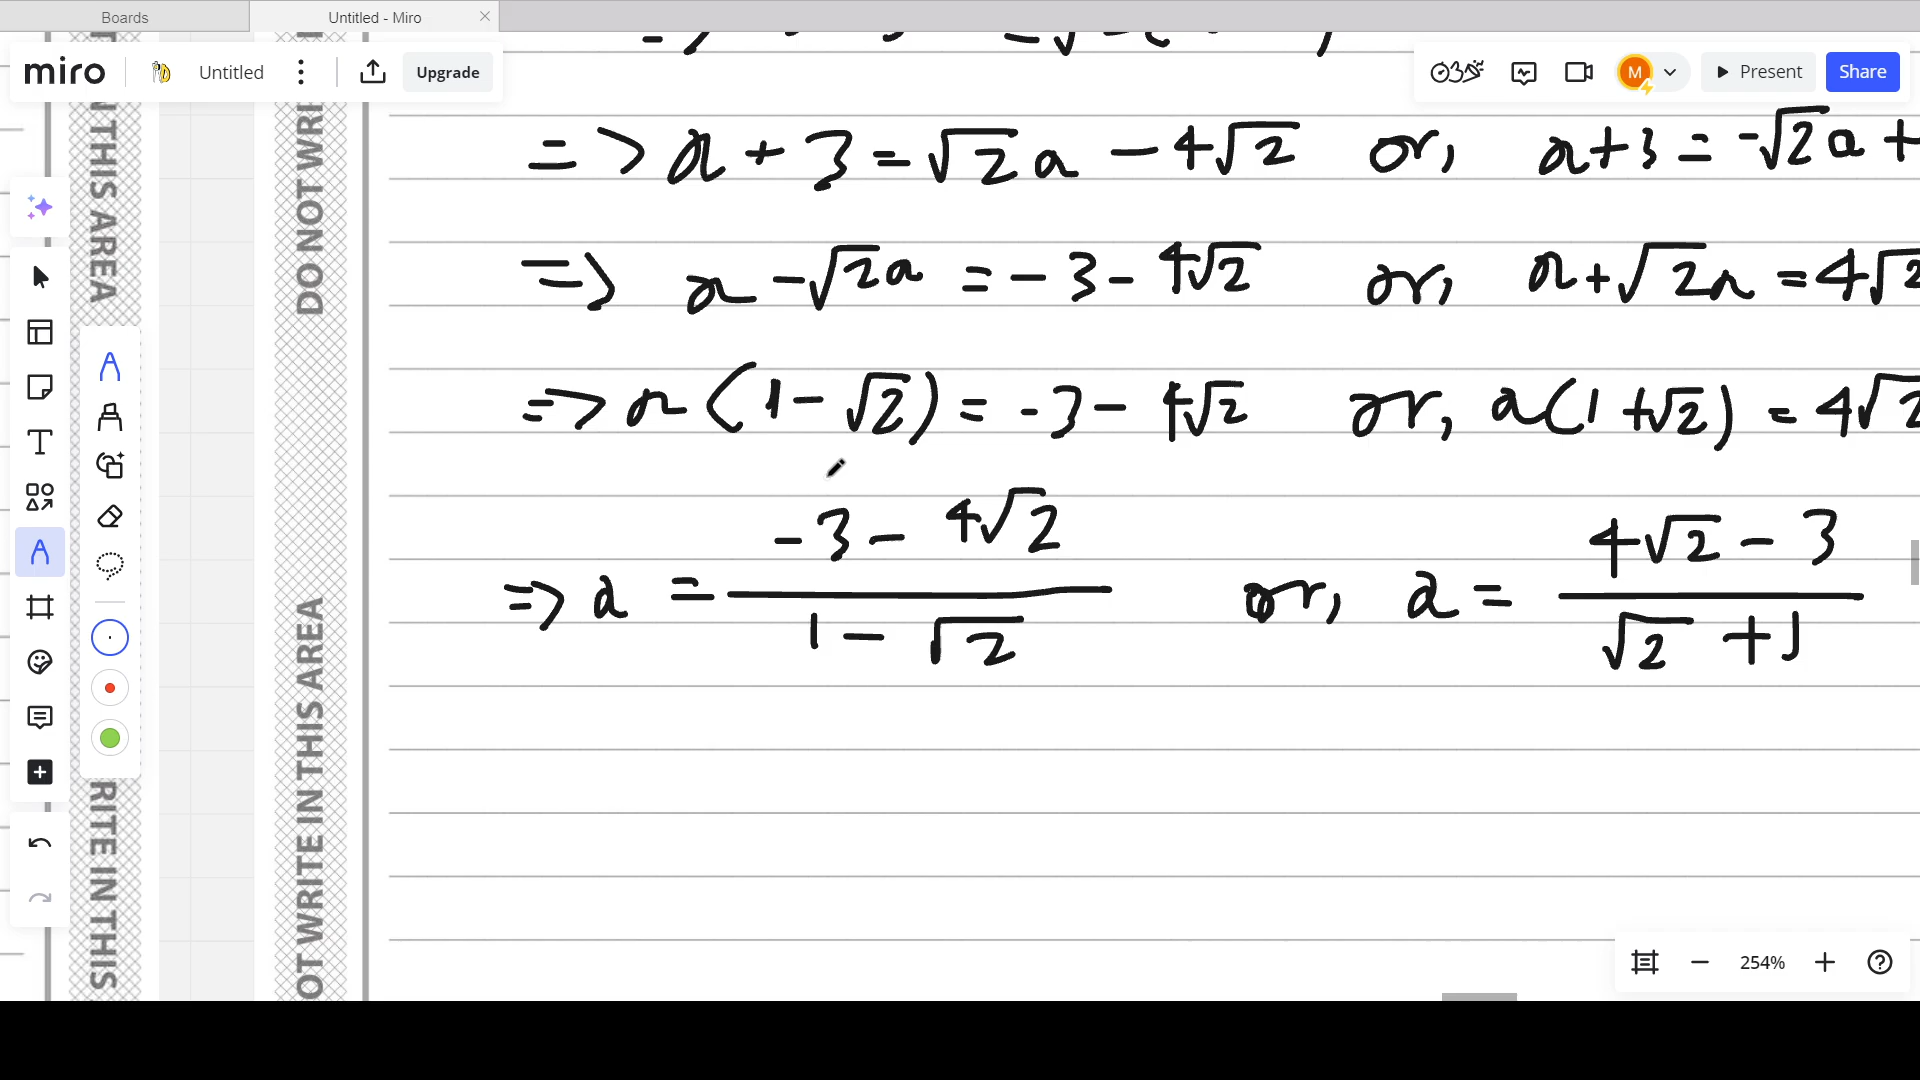 Boards Untitled - Miro
miro Untitled Upgrade
M Present Share
N THIS AREA
DO NOT WRI
RITE IN THIS
OT WRITE IN THIS AREA
=> a + 3 = √2 a - 4√2 or, a+3 = -√2 a +
=> a - √2 a = - 3 - 4√2 or, a + √2 a = 4√2
=> a (1 - √2) = -3 - 4√2 or, a(1 + √2) = 4√2
=> a = (-3 - 4√2)/(1 - √2) or, a = (4√2 - 3)/(√2 + 1)
254%